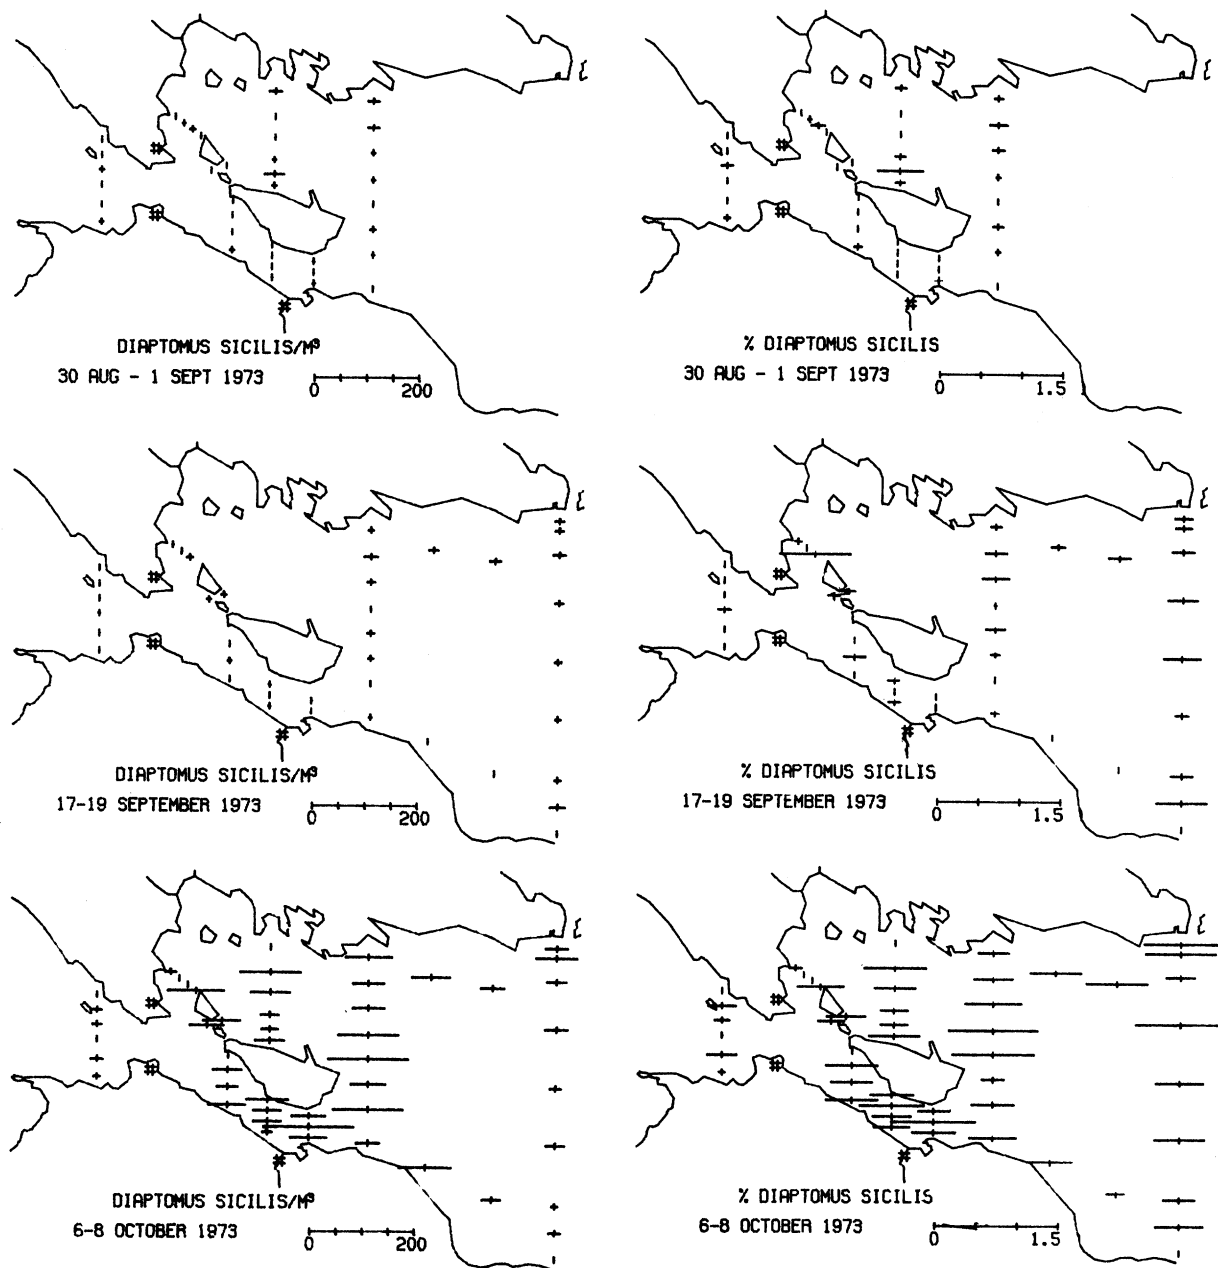 DIAPTOMUS SICILIS/M³
30 AUG - 1 SEPT 1973
0 200
% DIAPTOMUS SICILIS
30 AUG - 1 SEPT 1973
0 1.5
DIAPTOMUS SICILIS/M³
17-19 SEPTEMBER 1973
0 200
% DIAPTOMUS SICILIS
17-19 SEPTEMBER 1973
0 1.5
DIAPTOMUS SICILIS/M³
6-8 OCTOBER 1973
0 200
% DIAPTOMUS SICILIS
6-8 OCTOBER 1973
0 1.5